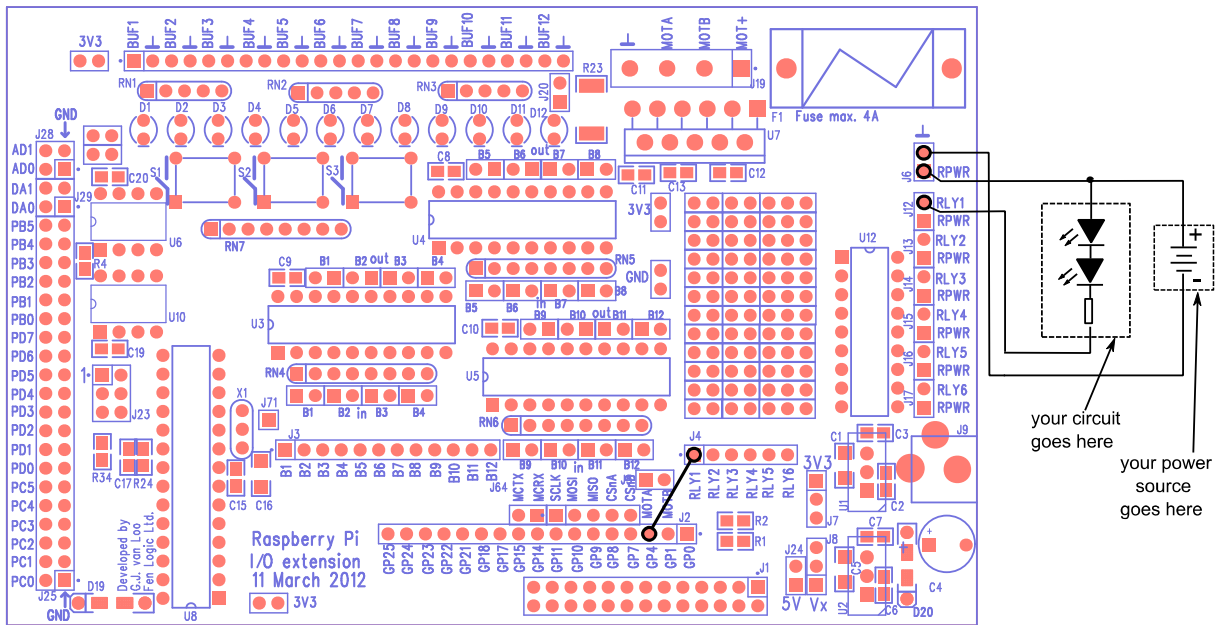 BUF1 BUF2 BUF3 BUF4 BUF5 BUF6 BUF7 BUF8 BUF9 BUF10 BUF11 BUF12
MOTA MOTB MOT+
3V3
RN1 RN2 RN3 J20 R23 J19
D1 D2 D3 D4 D5 D6 D7 D8 D9 D10 D11 D12
F1 Fuse max. 4A
U7
GND
J28
AD1
AD0
DA1
DA0
J29
PB5
PB4
PB3
PB2
PB1
PB0
PD7
PD6
PD5
PD4
PD3
PD2
PD1
PD0
PC5
PC4
PC3
PC2
PC1
PC0
J25
GND
C20
S1 S2 S3
U6
R4
U10
C19
1
J23
R34
C17 R24
D19
Developed by
G.J. van Loo
Fen Logic Ltd.
U8
RN7
C8
B5 B6 out B7 B8
U4
C11 C13 C12
3V3
GND
C9
B1 B2 out B3 B4
RN5
B5 B6 in B7 B8
U3
C10
B9 B10 out B11 B12
RN4
B1 B2 in B3 B4
U5
RN6
B9 B10 in B11 B12
X1
J71
C15 C16
J3
B1 B2 B3 B4 B5 B6 B7 B8 B9 B10 B11 B12
J64
MCTX MCRX SCLK MOSI MISO CSnA CSnB MOTA MOTB
J4
RLY1 RLY2 RLY3 RLY4 RLY5 RLY6
J2
GP25 GP24 GP23 GP22 GP21 GP18 GP17 GP15 GP14 GP11 GP10 GP9 GP8 GP7 GP4 GP1 GP0
R2
R1
J1
Raspberry Pi
I/O extension
11 March 2012
3V3
U12
J6 RPWR
J12 RLY1
RPWR
J13 RLY2
RPWR
J14 RLY3
RPWR
J15 RLY4
RPWR
J16 RLY5
RPWR
J17 RLY6
RPWR
C1 C3 J9
3V3
U1 C2
J7
C7
J24 J8
C5
5V Vx
U2 C6
+
+
C4
D20
+
-
your circuit
goes here
your power
source
goes here